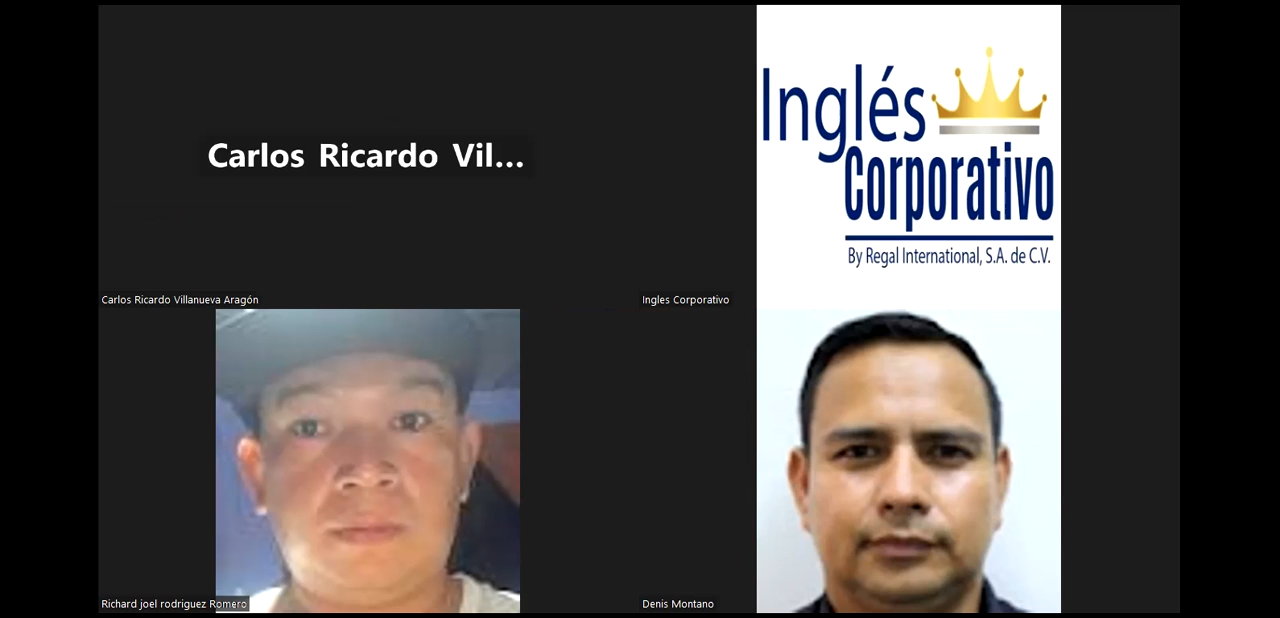 Carlos Ricardo Vil...
Inglés
Corporativo
By Regal International, S.A. de C.V.
Carlos Ricardo Villanueva Aragón
Ingles Corporativo
Richard joel rodriguez Romero
Denis Montano